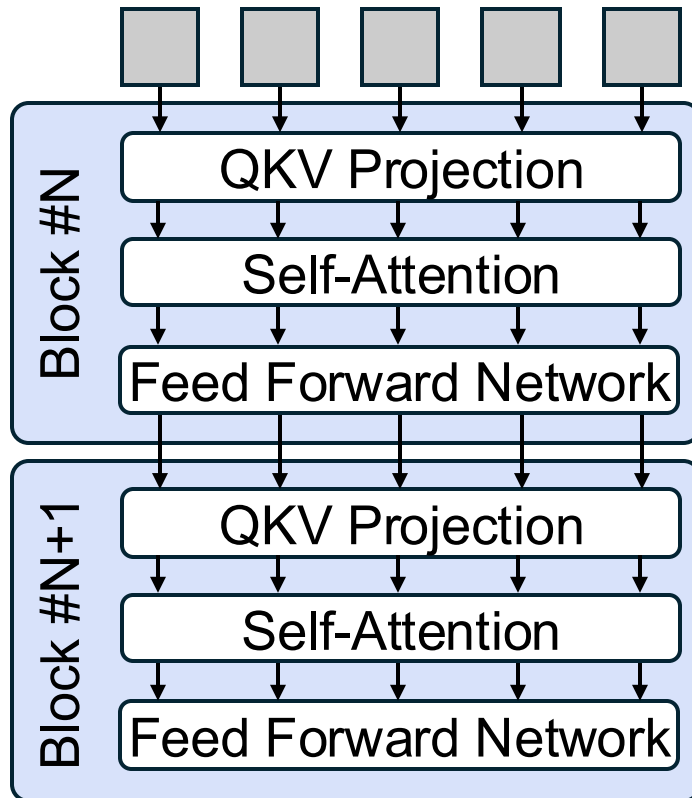 Block #N
QKV Projection
Self-Attention
Feed Forward Network
Block #N+1
QKV Projection
Self-Attention
Feed Forward Network